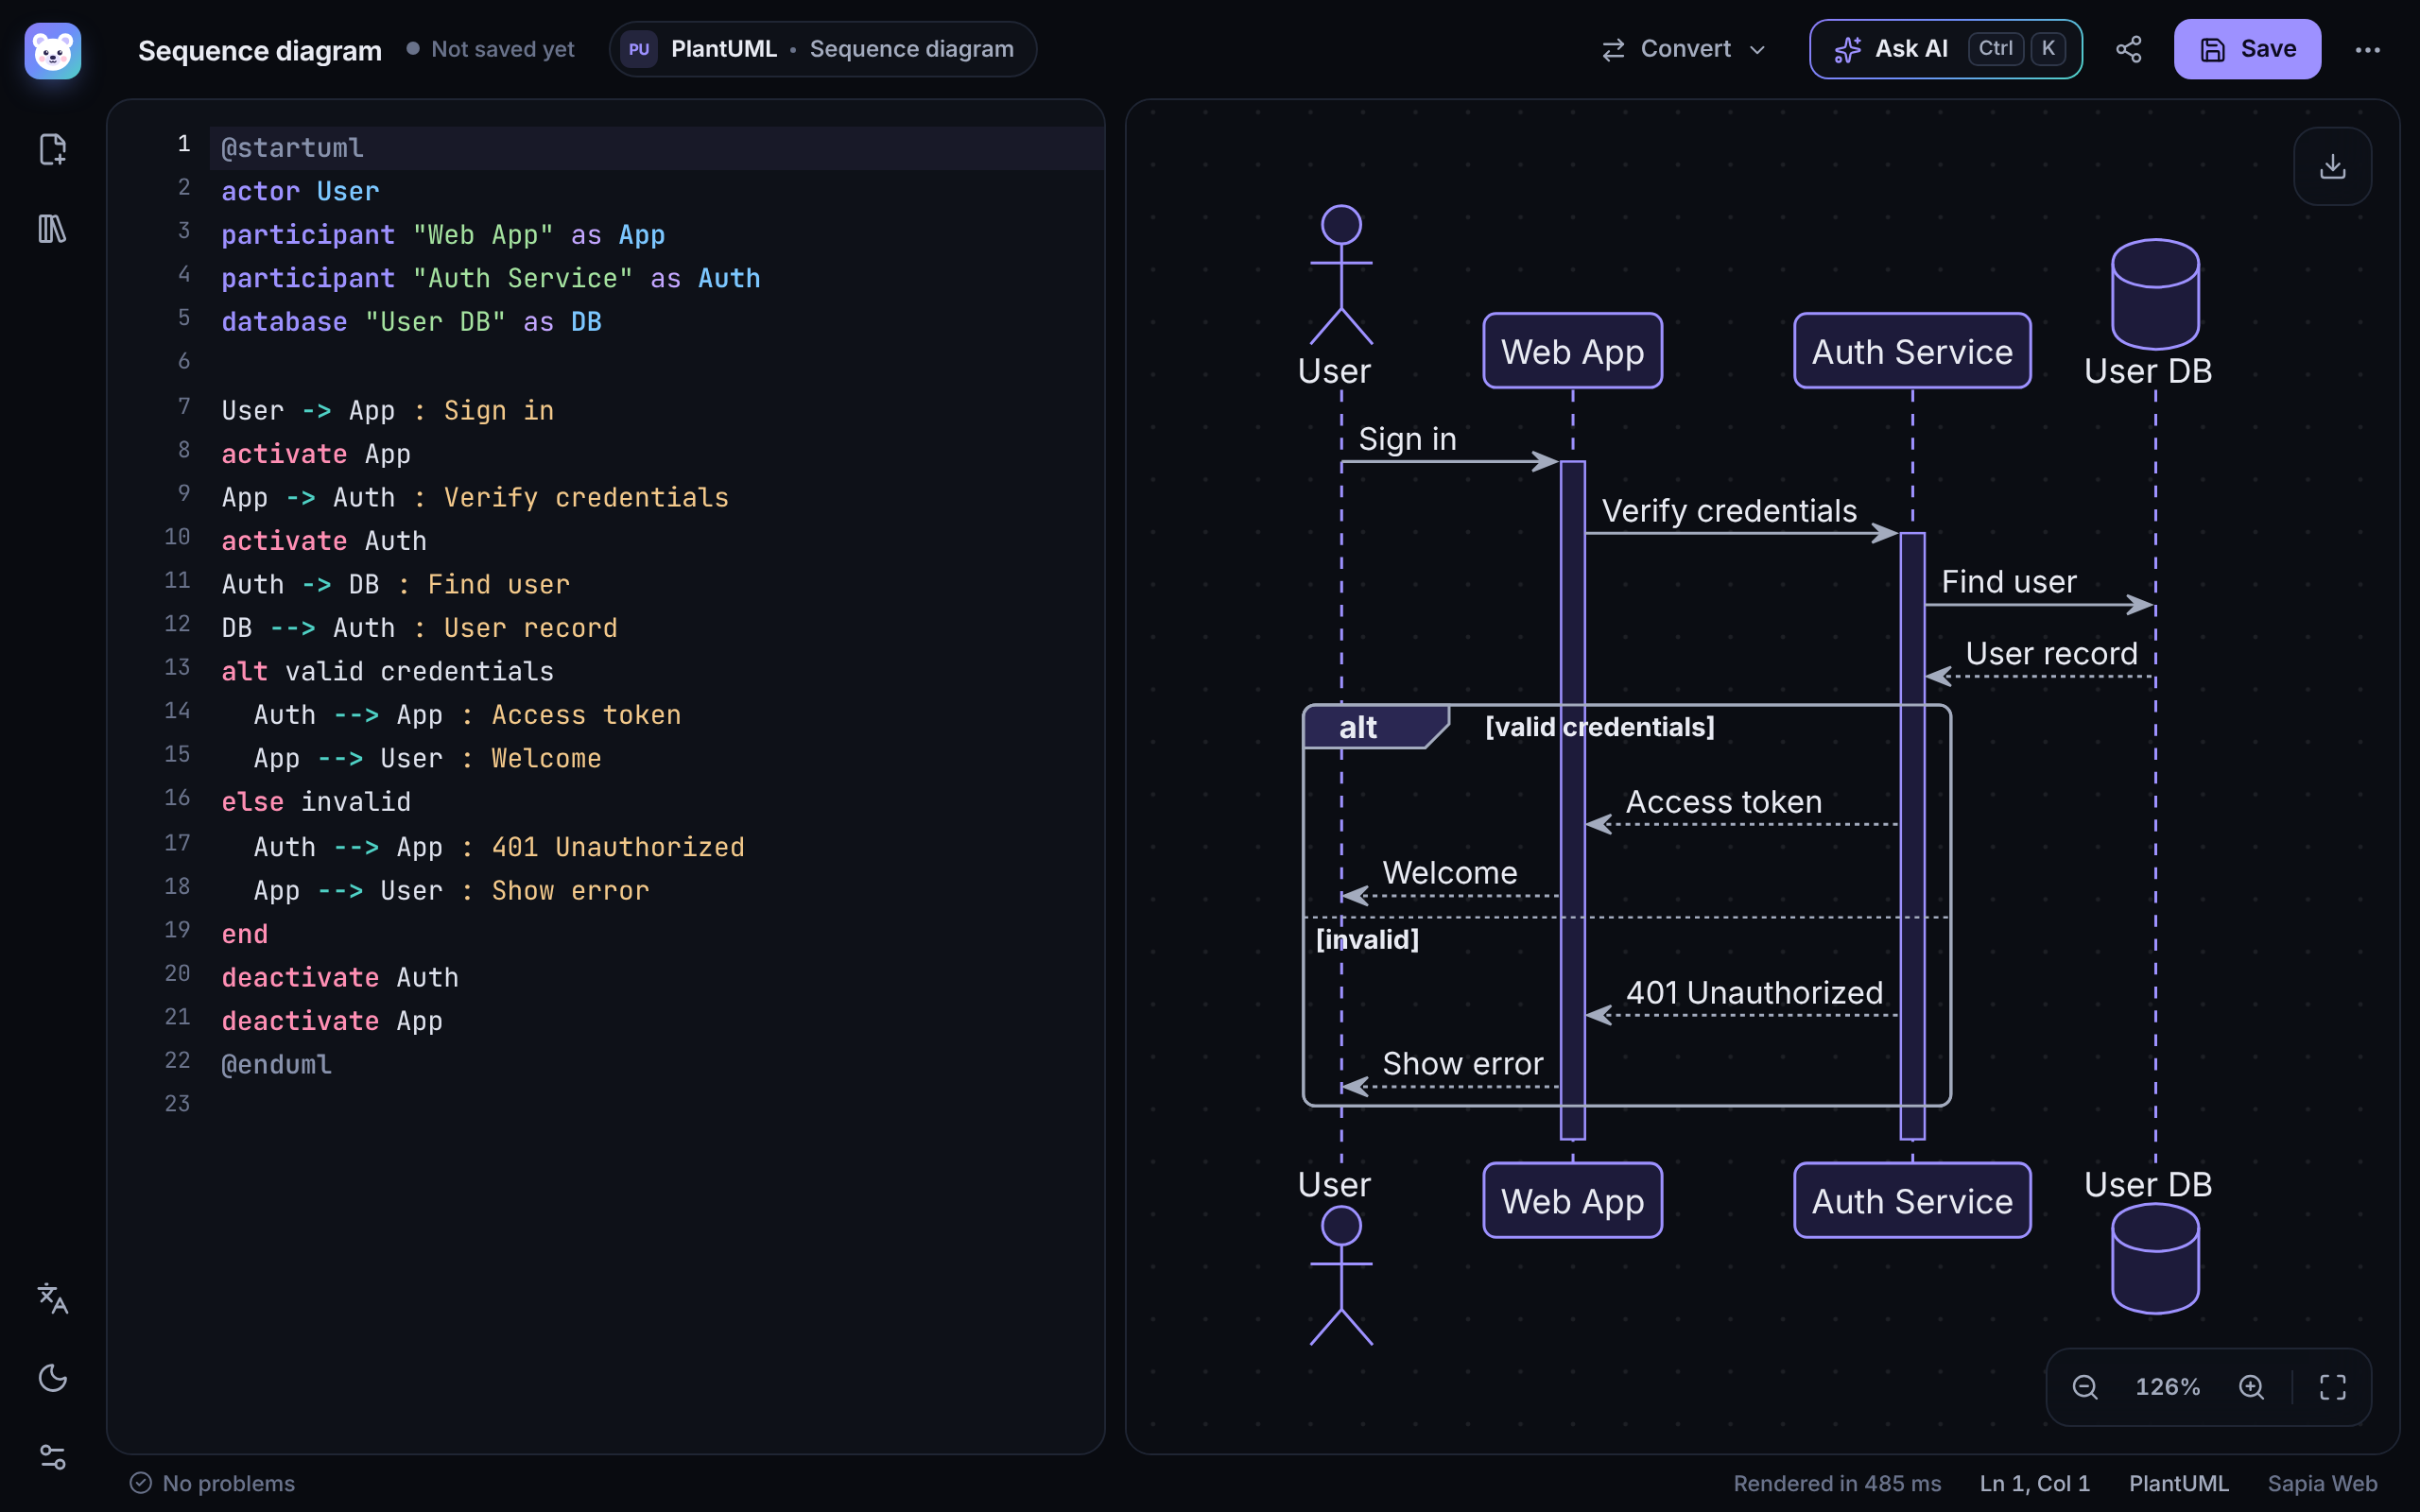 Sequence diagram
Not saved yet
PU PlantUML • Sequence diagram
Convert
Ask AI Ctrl K
Save
1 @startuml
2 actor User
3 participant "Web App" as App
4 participant "Auth Service" as Auth
5 database "User DB" as DB
6
7 User -> App : Sign in
8 activate App
9 App -> Auth : Verify credentials
10 activate Auth
11 Auth -> DB : Find user
12 DB --> Auth : User record
13 alt valid credentials
14 Auth --> App : Access token
15 App --> User : Welcome
16 else invalid
17 Auth --> App : 401 Unauthorized
18 App --> User : Show error
19 end
20 deactivate Auth
21 deactivate App
22 @enduml
23
User
Web App
Auth Service
User DB
Sign in
Verify credentials
Find user
User record
alt [valid credentials]
Access token
Welcome
[invalid]
401 Unauthorized
Show error
User
Web App
Auth Service
User DB
126%
No problems
Rendered in 485 ms
Ln 1, Col 1
PlantUML
Sapia Web